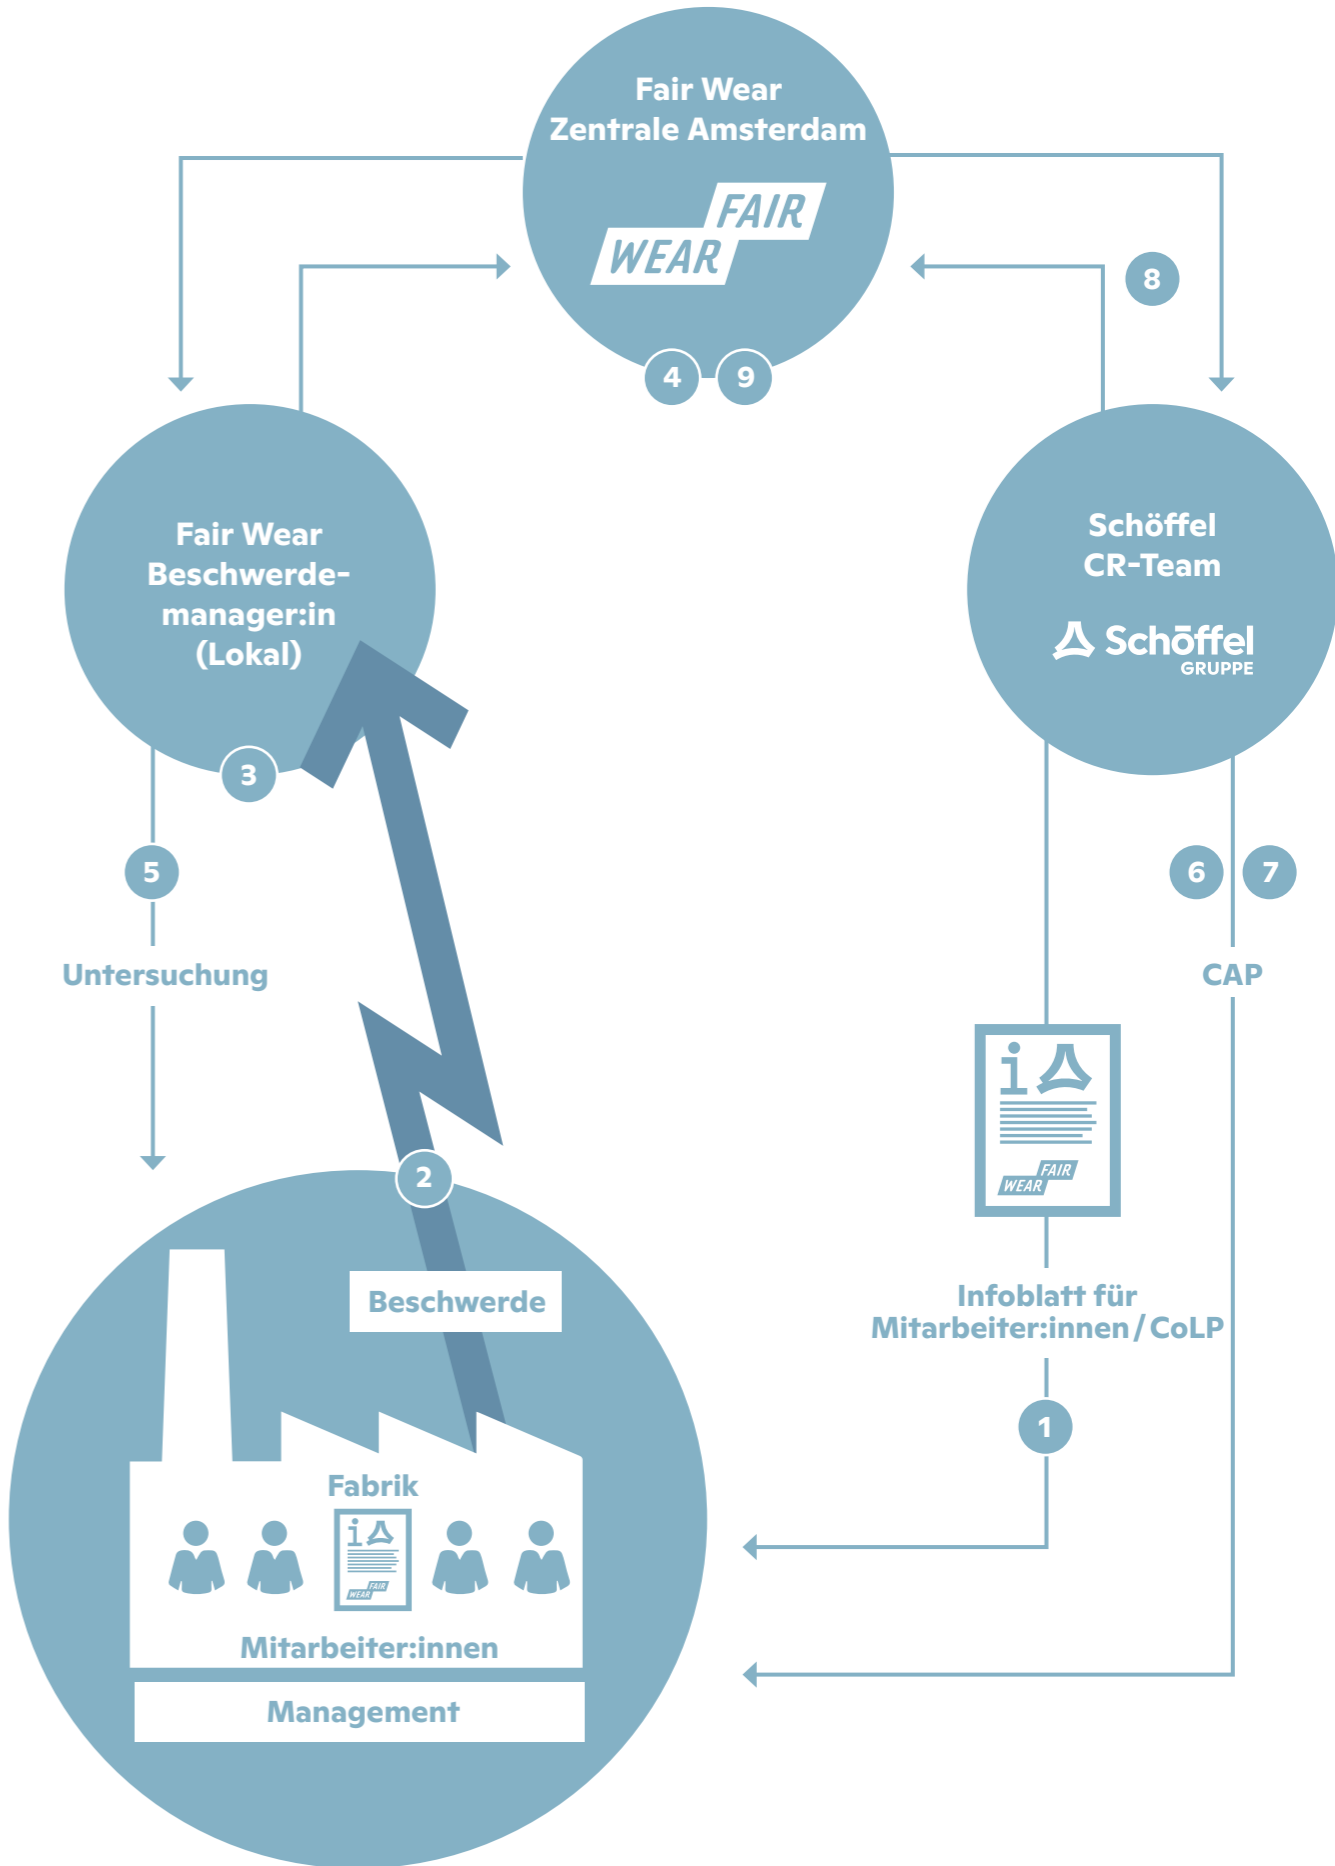 Fair Wear
Zentrale Amsterdam
FAIR
WEAR
8
4
9
Fair Wear
Beschwerde-
manager:in
(Lokal)
Schöffel
CR-Team
Schöffel
GRUPPE
3
5
6
7
Untersuchung
CAP
i
FAIR
WEAR
2
Beschwerde
Infoblatt für
Mitarbeiter:innen / CoLP
1
Fabrik
i
FAIR
WEAR
Mitarbeiter:innen
Management